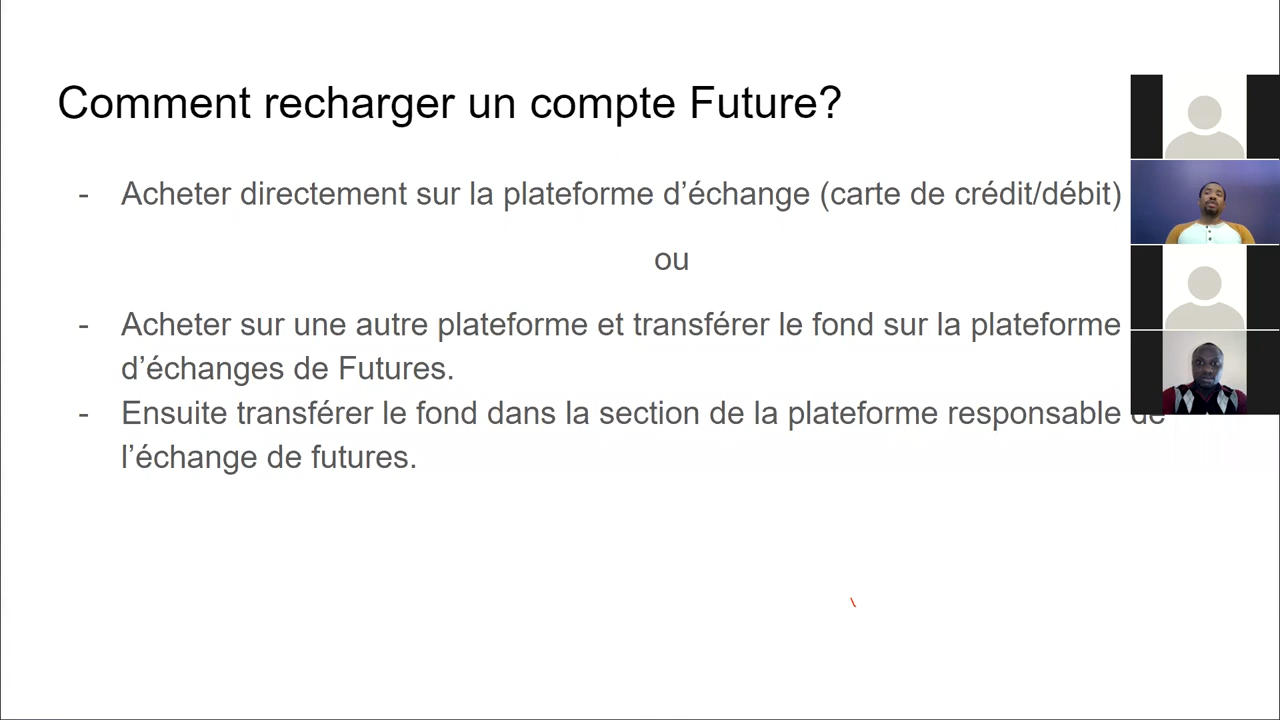 Comment recharger un compte Future?
- Acheter directement sur la plateforme d’échange (carte de crédit/débit)
ou
- Acheter sur une autre plateforme et transférer le fond sur la plateforme
d’échanges de Futures.
- Ensuite transférer le fond dans la section de la plateforme responsable de
l’échange de futures.